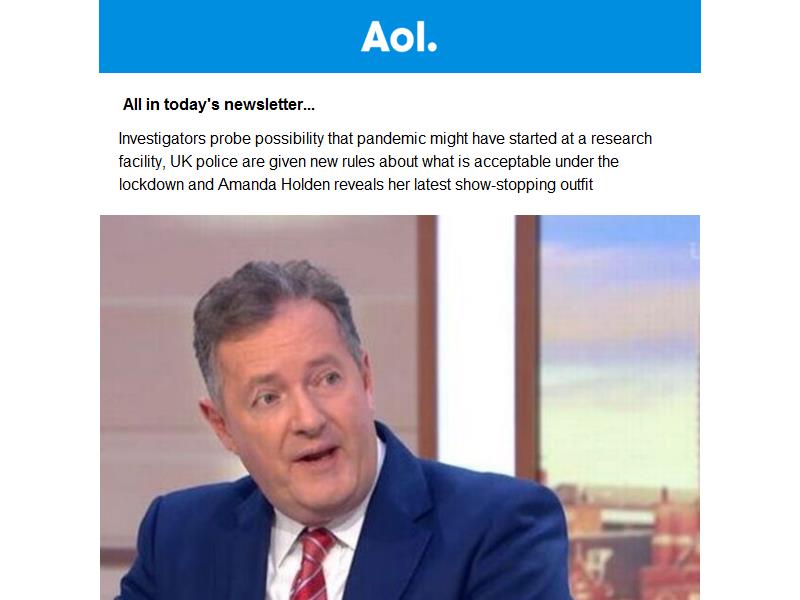 Aol.
All in today's newsletter...
Investigators probe possibility that pandemic might have started at a research
facility, UK police are given new rules about what is acceptable under the
lockdown and Amanda Holden reveals her latest show-stopping outfit